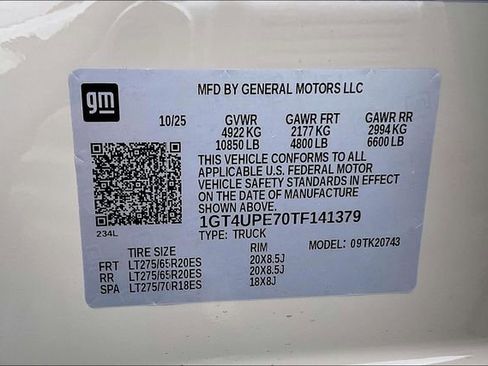 gm
MFD BY GENERAL MOTORS LLC
10/25 GVWR GAWR FRT GAWR RR
4922 KG 2177 KG 2994 KG
10850 LB 4800 LB 6600 LB
THIS VEHICLE CONFORMS TO ALL
APPLICABLE U.S. FEDERAL MOTOR
VEHICLE SAFETY STANDARDS IN EFFECT
ON THE DATE OF MANUFACTURE
SHOWN ABOVE.
1GT4UPE70TF141379
234L TYPE: TRUCK MODEL: 09TK20743
TIRE SIZE RIM
FRT LT275/65R20ES 20X8.5J
RR LT275/65R20ES 20X8.5J
SPA LT275/70R18ES 18X8J